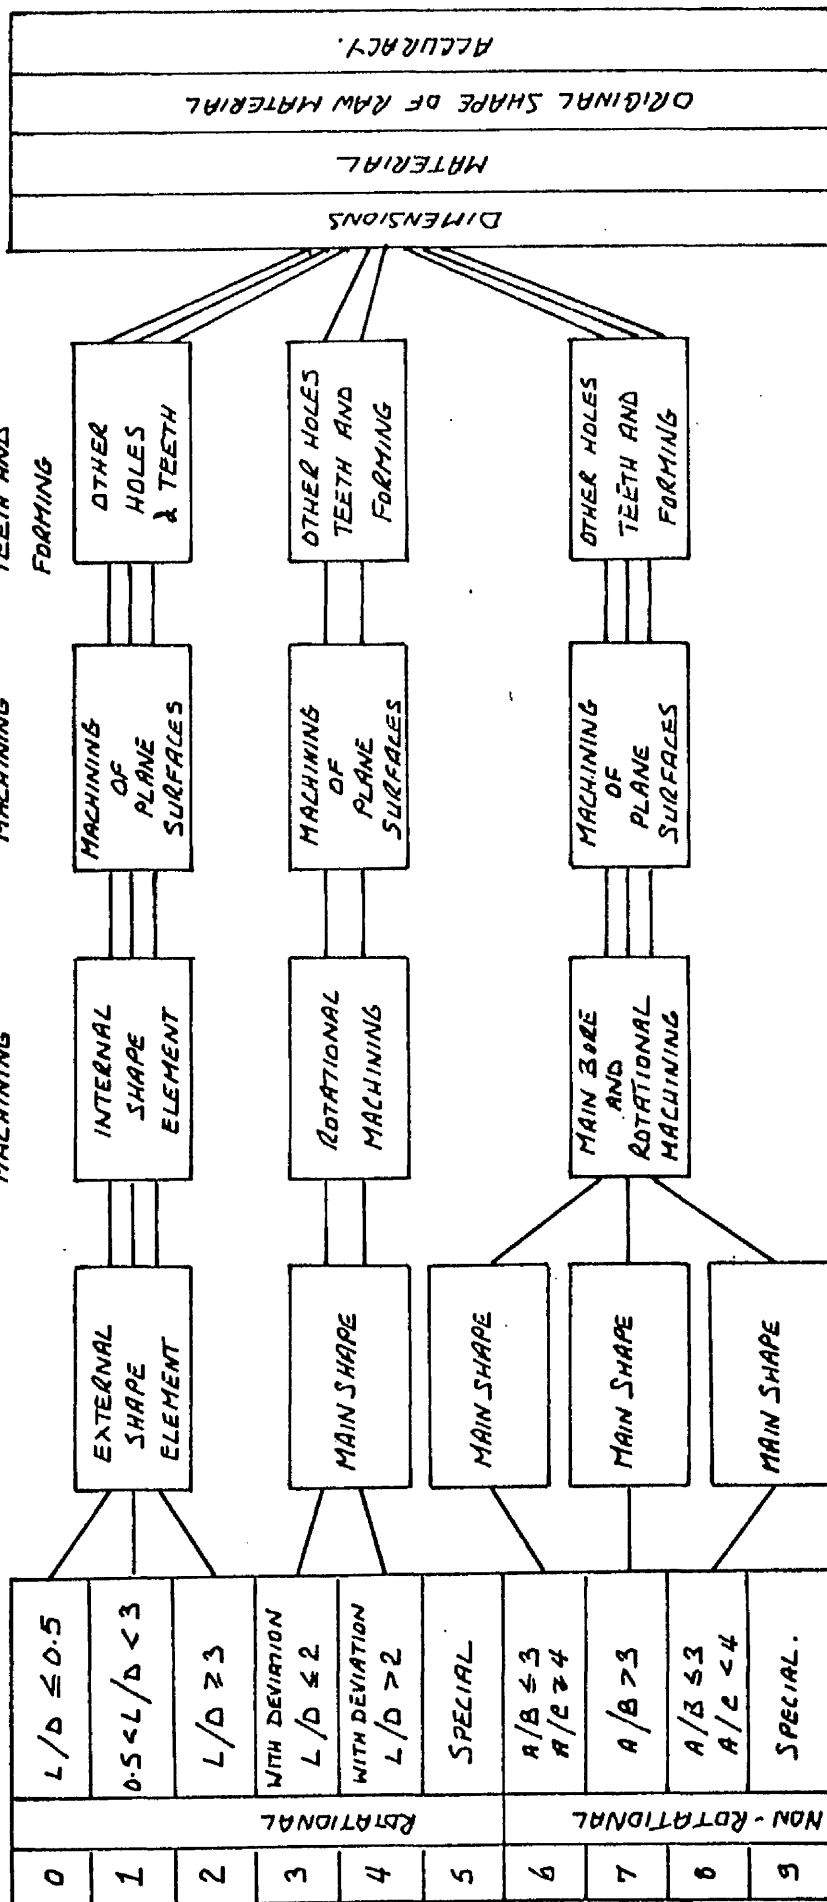 MACHINING
MACHINING
TEETH AND
FORMING
0
1
2
3
4
5
6
7
8
9
ROTATIONAL
NON-ROTATIONAL
L/D ≤ 0.5
0.5 < L/D < 3
L/D ≥ 3
WITH DEVIATION
L/D ≤ 2
WITH DEVIATION
L/D > 2
SPECIAL
A/B ≤ 3
A/C ≥ 4
A/B > 3
A/B ≤ 3
A/C < 4
SPECIAL.
EXTERNAL
SHAPE
ELEMENT
INTERNAL
SHAPE
ELEMENT
MACHINING
OF
PLANE
SURFACES
OTHER
HOLES
& TEETH
MAIN SHAPE
ROTATIONAL
MACHINING
MACHINING
OF
PLANE
SURFACES
OTHER HOLES
TEETH AND
FORMING
MAIN SHAPE
MAIN SHAPE
MAIN SHAPE
MAIN BORE
AND
ROTATIONAL
MACHINING
MACHINING
OF
PLANE
SURFACES
OTHER HOLES
TEETH AND
FORMING
DIMENSIONS
MATERIAL
ORIGINAL SHAPE OF RAW MATERIAL
ACCURACY.